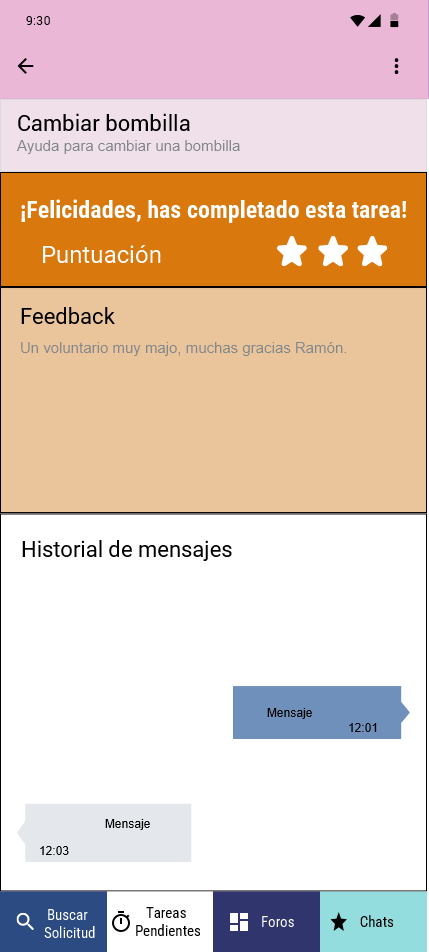 9:30
Cambiar bombilla
Ayuda para cambiar una bombilla
¡Felicidades, has completado esta tarea!
Puntuación
Feedback
Un voluntario muy majo, muchas gracias Ramón.
Historial de mensajes
Mensaje
12:01
Mensaje
12:03
Buscar
Solicitud
Tareas
Pendientes
Foros
Chats